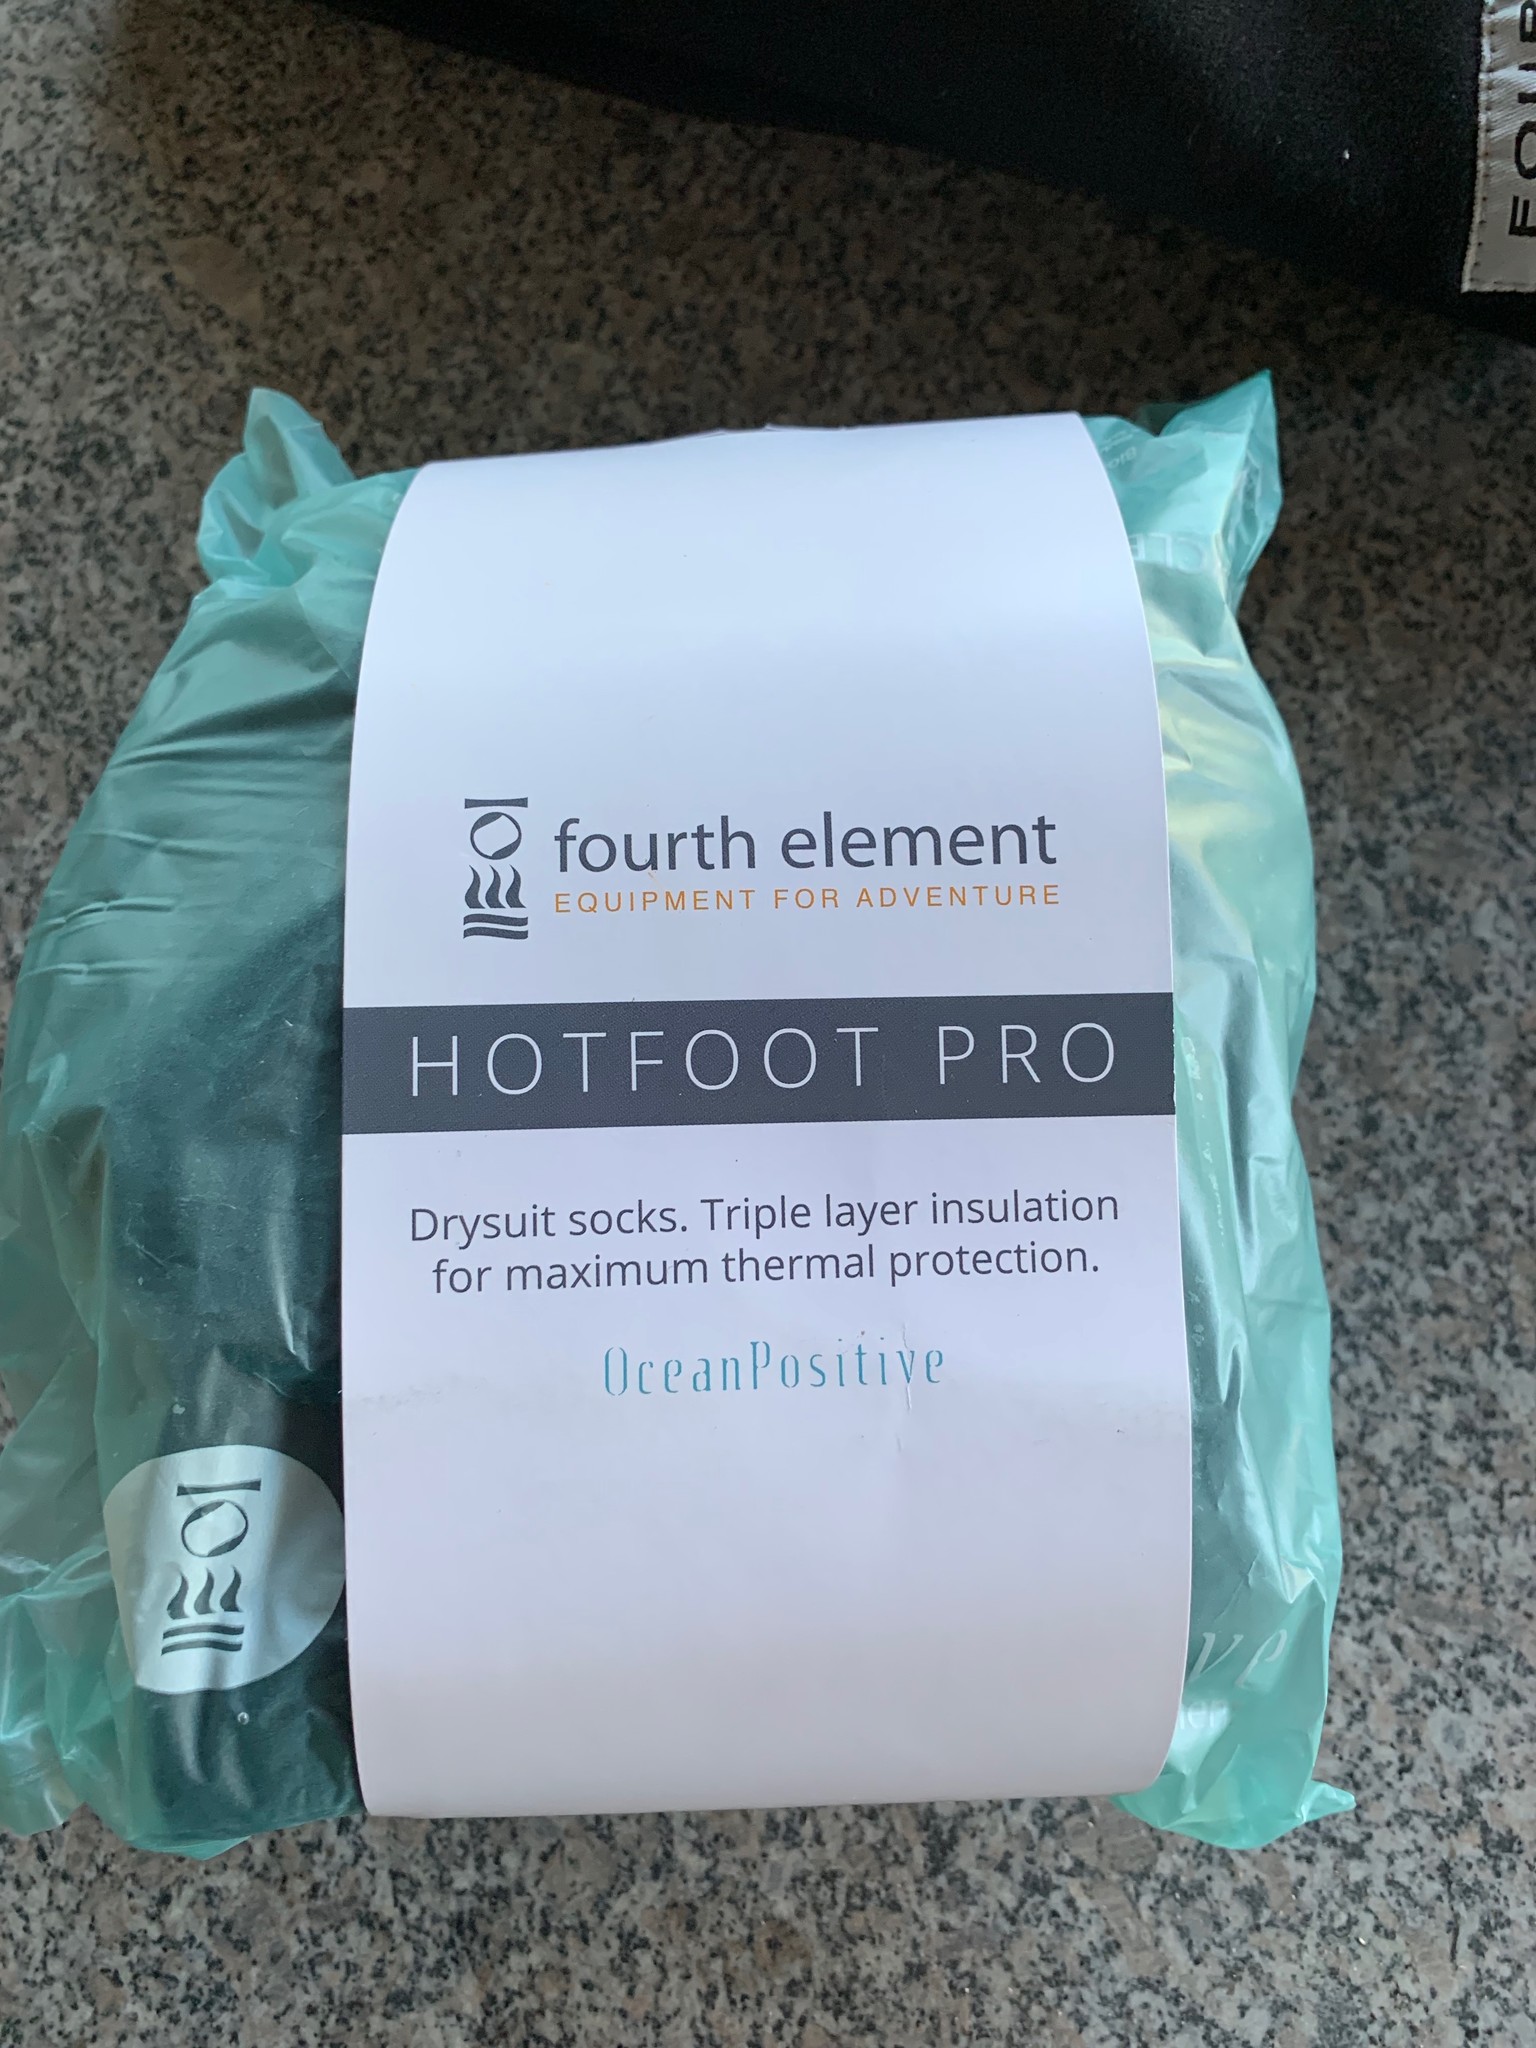 fourth element
EQUIPMENT FOR ADVENTURE
HOTFOOT PRO
Drysuit socks. Triple layer insulation
for maximum thermal protection.
OceanPositive